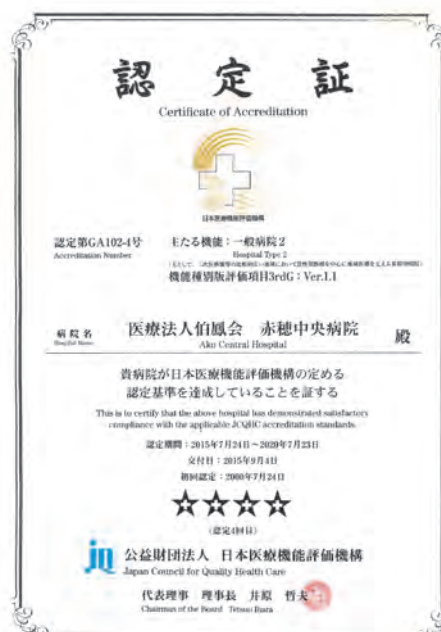 認定証
Certificate of Accreditation
日本医療機能評価機構
認定第GA102-4号
Accreditation Number
主たる機能：一般病院2
Hospital Type 2
機能種別版評価項目3rdG：Ver.1.1
病院名
Hospital Name
医療法人伯鳳会 赤穂中央病院
Ako Central Hospital
殿
貴病院が日本医療機能評価機構の定める
認定基準を達成していることを証する
This is to certify that the above hospital has demonstrated satisfactory
compliance with the applicable JCQHC accreditation standards.
認定期間：2015年7月24日～2020年7月23日
交付日：2015年9月4日
初回認定：2000年7月24日
(認定4回目)
jq
公益財団法人 日本医療機能評価機構
Japan Council for Quality Health Care
代表理事 理事長 井原 哲夫
Chairman of the Board Tetsuo Ihara